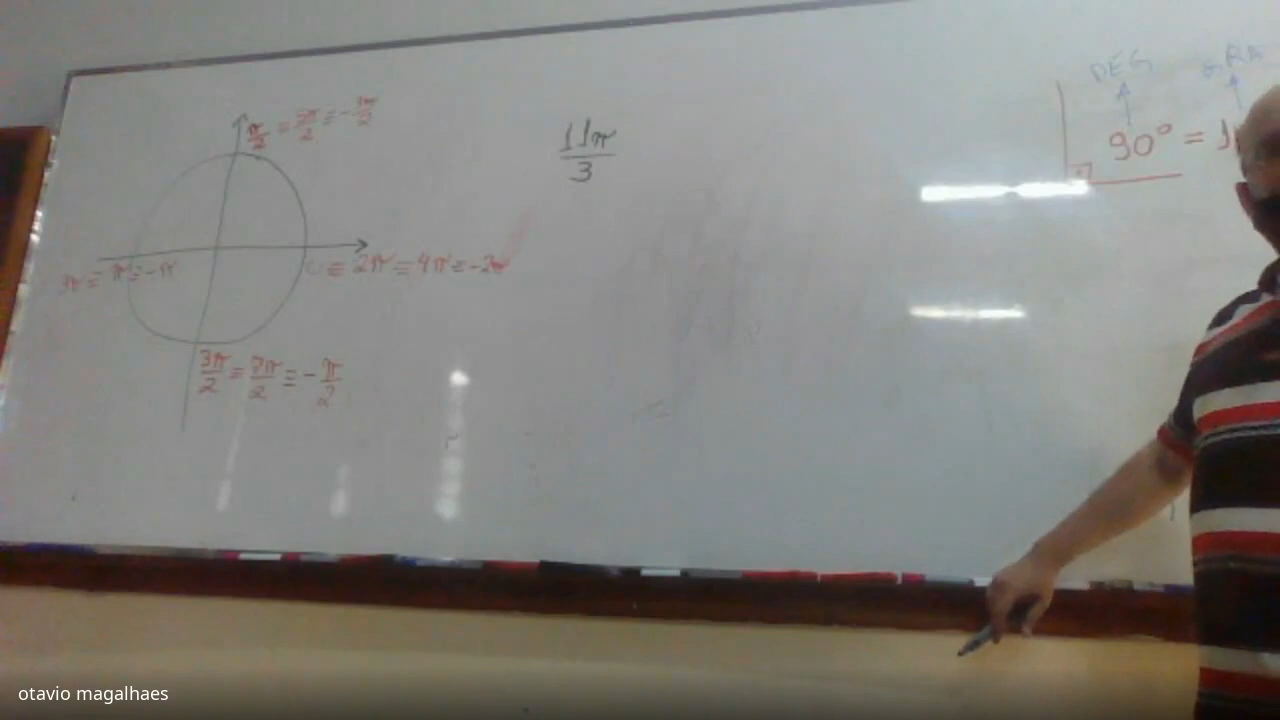 π/2 ≡ 5π/2 ≡ -3π/2
3π ≡ π ≡ -π
0 ≡ 2π ≡ 4π ≡ -2π
3π/2 ≡ 7π/2 ≡ -π/2
11π/3
DEG GRA
90° = 1
otavio magalhaes